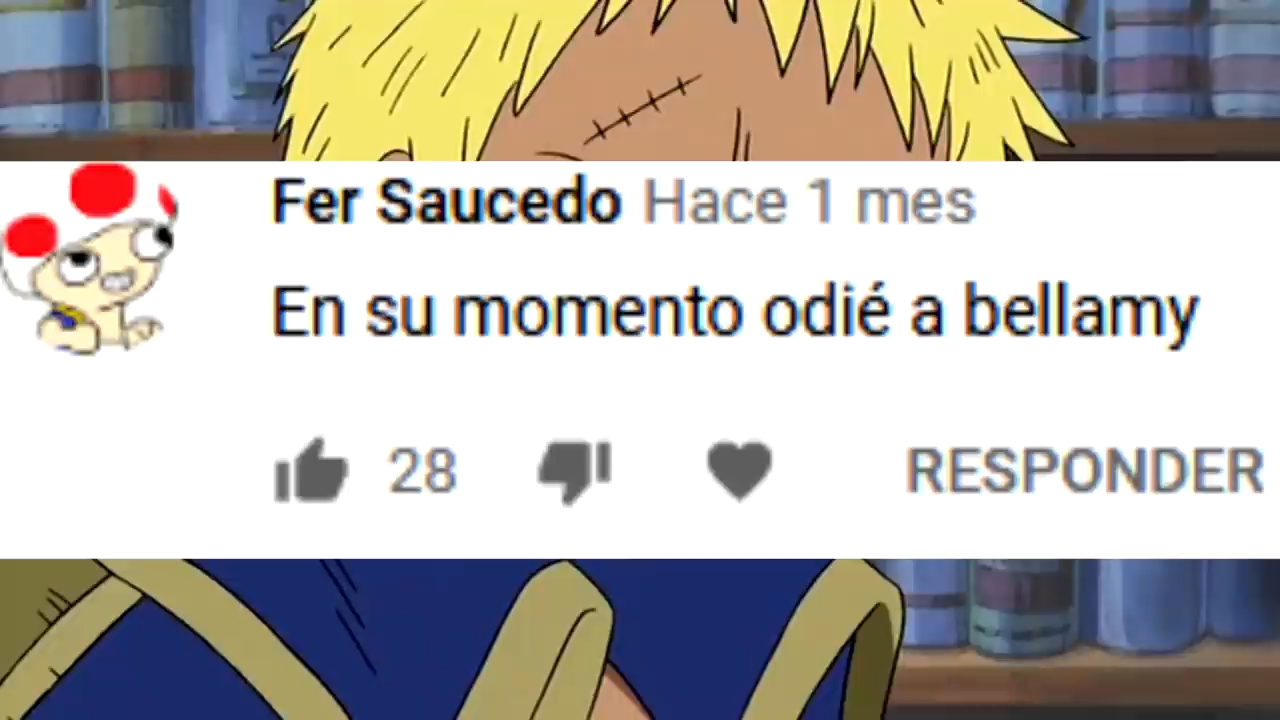 Fer Saucedo Hace 1 mes
En su momento odié a bellamy
28 RESPONDER